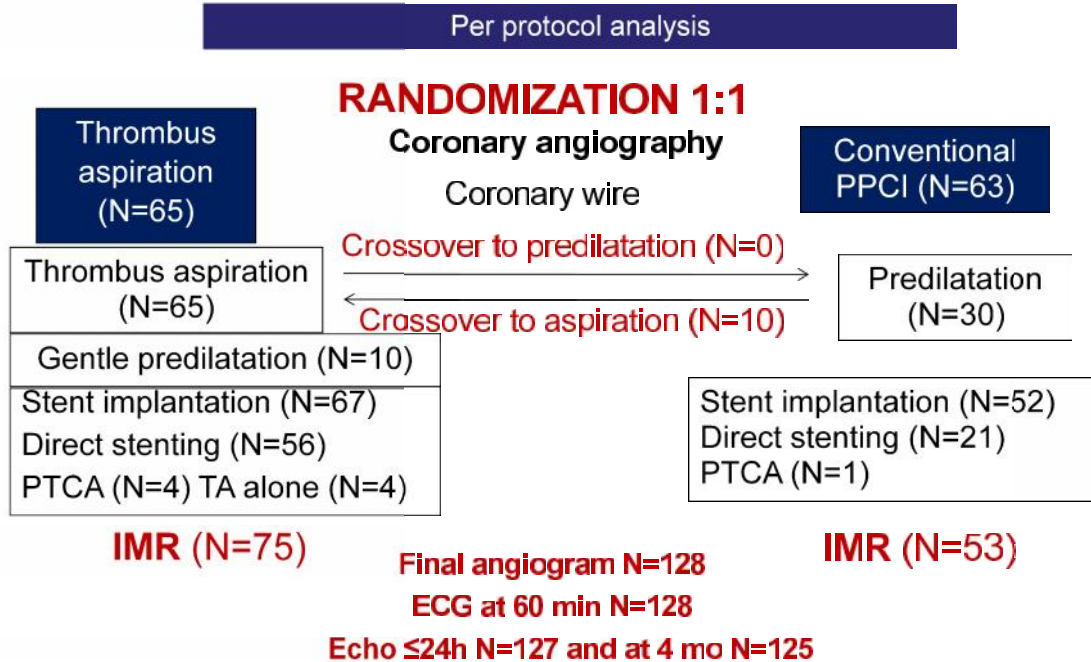 Per protocol analysis
RANDOMIZATION 1:1
Coronary angiography
Coronary wire
Thrombus
aspiration
(N=65)
Conventional
PPCI (N=63)
Crossover to predilatation (N=0)
Crossover to aspiration (N=10)
Thrombus aspiration
(N=65)
Predilatation
(N=30)
Gentle predilatation (N=10)
Stent implantation (N=67)
Direct stenting (N=56)
PTCA (N=4) TA alone (N=4)
Stent implantation (N=52)
Direct stenting (N=21)
PTCA (N=1)
IMR (N=75)
IMR (N=53)
Final angiogram N=128
ECG at 60 min N=128
Echo ≤24h N=127 and at 4 mo N=125